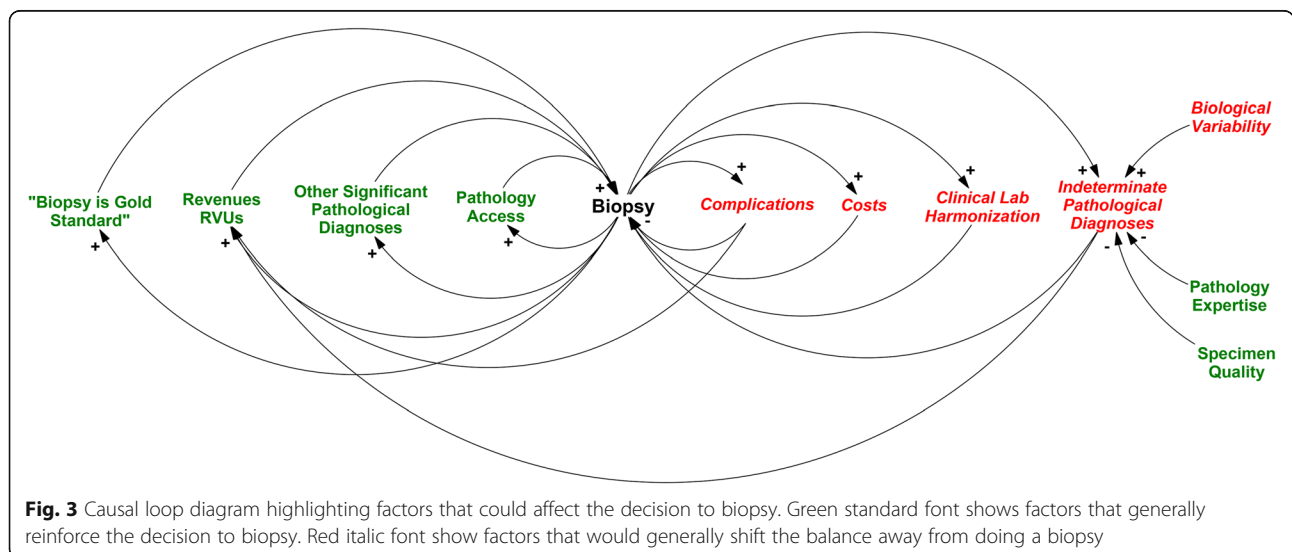 Biological
Variability
+
+
+
+
+
+
"Biopsy is Gold
Standard"
Revenues
RVUs
Other Significant
Pathological
Diagnoses
Pathology
Access
Biopsy
Complications
Costs
Clinical Lab
Harmonization
Indeterminate
Pathological
Diagnoses
+
+
+
+
-
-
-
Pathology
Expertise
Specimen
Quality
Fig. 3 Causal loop diagram highlighting factors that could affect the decision to biopsy. Green standard font shows factors that generally
reinforce the decision to biopsy. Red italic font show factors that would generally shift the balance away from doing a biopsy